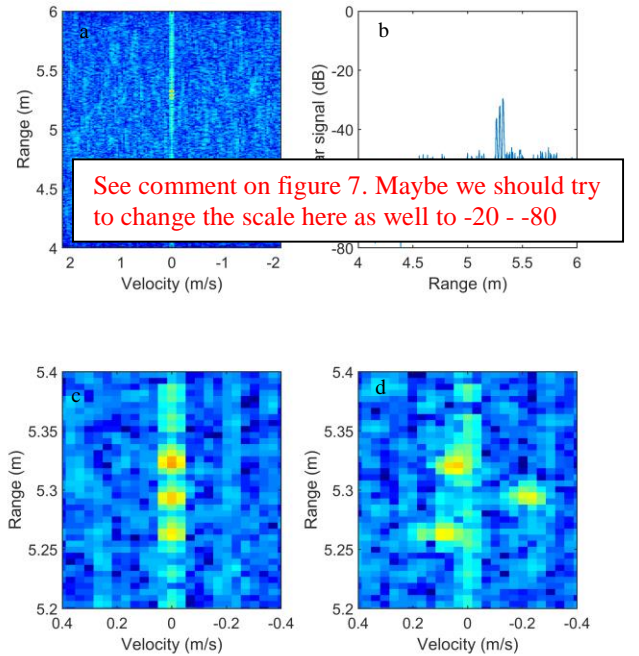 a
6
5.5
5
4.5
4
Range (m)
2 1 0 -1 -2
Velocity (m/s)
b
0
-20
-40
-80
ar signal (dB)
4 4.5 5 5.5 6
Range (m)
See comment on figure 7. Maybe we should try
to change the scale here as well to -20 - -80
c
5.4
5.35
5.3
5.25
5.2
Range (m)
0.4 0.2 0 -0.2 -0.4
Velocity (m/s)
d
5.4
5.35
5.3
5.25
5.2
Range (m)
0.4 0.2 0 -0.2 -0.4
Velocity (m/s)